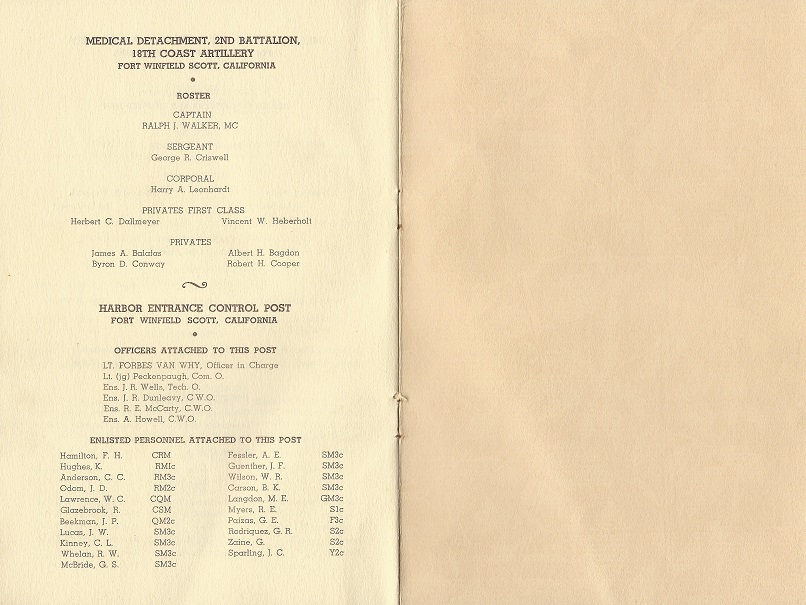 MEDICAL DETACHMENT, 2ND BATTALION,
18TH COAST ARTILLERY
FORT WINFIELD SCOTT, CALIFORNIA
ROSTER
CAPTAIN
RALPH J. WALKER, MC
SERGEANT
George R. Criswell
CORPORAL
Harry A. Leonhardt
PRIVATES FIRST CLASS
Herbert C. Dallmeyer Vincent W. Heberholt
PRIVATES
James A. Balafas Albert H. Bagdon
Byron D. Conway Robert H. Cooper
HARBOR ENTRANCE CONTROL POST
FORT WINFIELD SCOTT, CALIFORNIA
OFFICERS ATTACHED TO THIS POST
LT. FORBES VAN WHY, Officer in Charge
Lt. (jg) Peckenpaugh, Com. O.
Ens. J. R. Wells, Tech. O.
Ens. J. R. Dunleavy, C.W.O.
Ens. R. E. McCarty, C.W.O.
Ens. A. Howell, C.W.O.
ENLISTED PERSONNEL ATTACHED TO THIS POST
Hamilton, F. H. CRM Fessler, A. E. SM3c
Hughes, K. RM1c Guenther, J. F. SM3c
Anderson, C. C. RM3c Wilson, W. R. SM3c
Odom, J. D. RM2c Carson, B. K. SM3c
Lawrence, W. C. CQM Langdon, M. E. GM3c
Glazebrook, R. CSM Myers, R. E. S1c
Beekman, J. P. QM2c Paizas, G. E. F3c
Lucas, J. W. SM3c Rodriquez, G. R. S2c
Kinney, C. L. SM3c Zaine, G. S2c
Whelan, R. W. SM3c Sparling, J. C. Y2c
McBride, G. S. SM3c